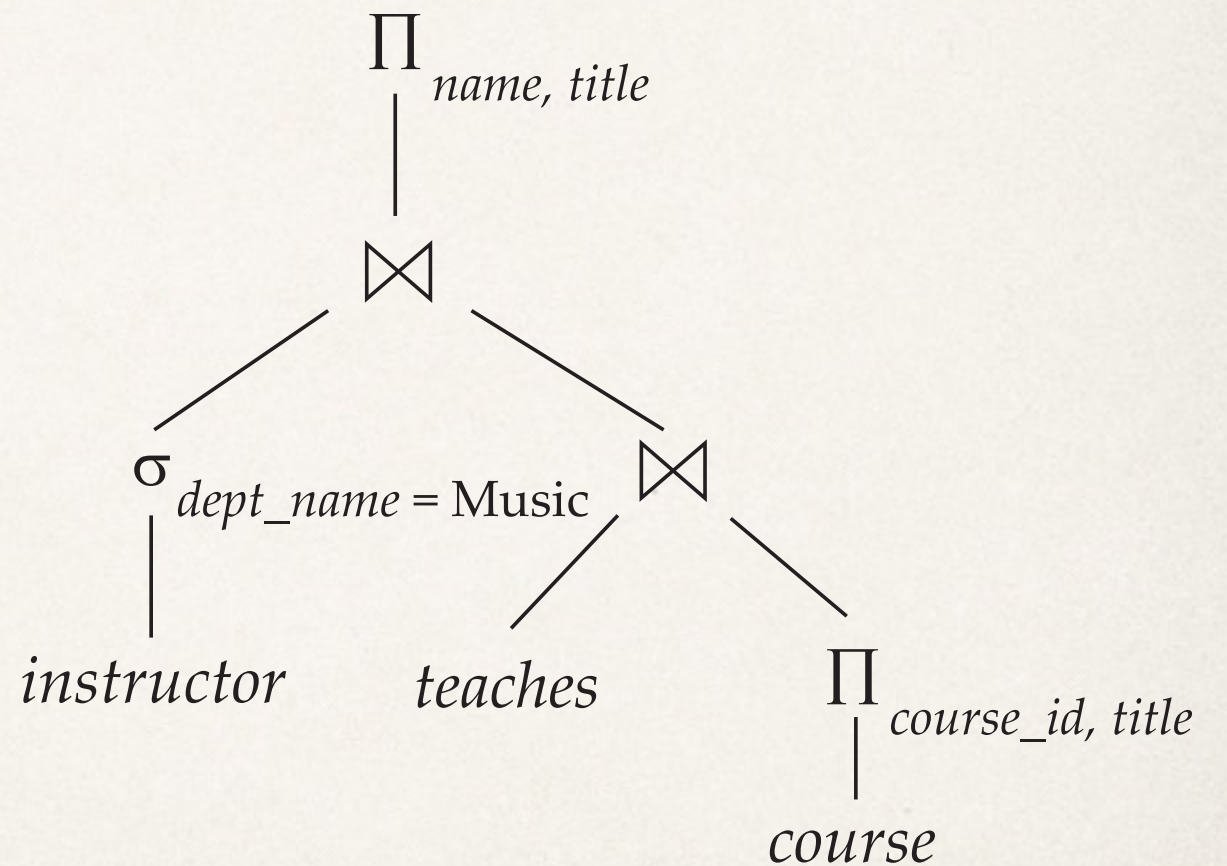 Π name, title
⋈
σ dept_name = Music
⋈
instructor
teaches
Π course_id, title
course